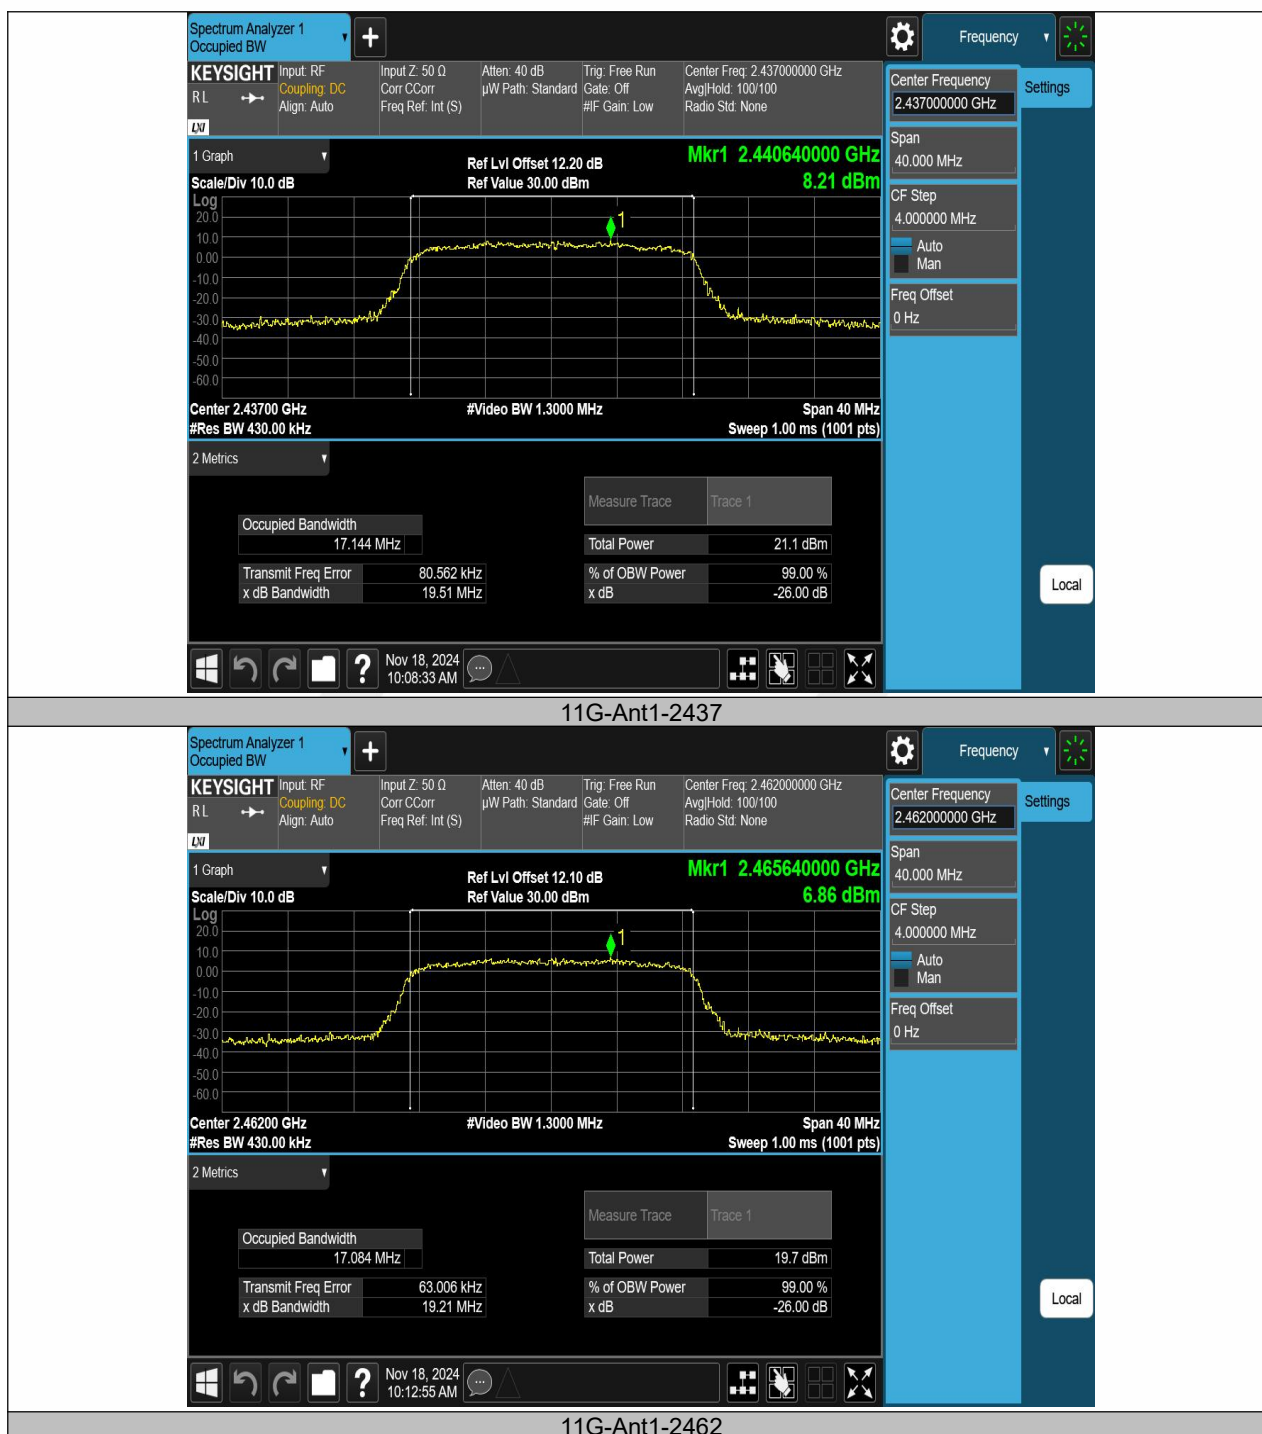 Spectrum Analyzer 1
Occupied BW
+
Frequency
KEYSIGHT
R L
LXI
Input: RF
Coupling: DC
Align: Auto
Input Z: 50 Ω
Corr CCorr
Freq Ref: Int (S)
Atten: 40 dB
µW Path: Standard
Trig: Free Run
Gate: Off
#IF Gain: Low
Center Freq: 2.437000000 GHz
Avg|Hold: 100/100
Radio Std: None
Center Frequency
2.437000000 GHz
Settings
Span
40.000 MHz
CF Step
4.000000 MHz
Auto
Man
Freq Offset
0 Hz
Local
1 Graph
Scale/Div 10.0 dB
Ref Lvl Offset 12.20 dB
Ref Value 30.00 dBm
Mkr1 2.440640000 GHz
8.21 dBm
Log
20.0
10.0
0.00
-10.0
-20.0
-30.0
-40.0
-50.0
-60.0
1
Center 2.43700 GHz
#Video BW 1.3000 MHz
Span 40 MHz
#Res BW 430.00 kHz
Sweep 1.00 ms (1001 pts)
2 Metrics
Measure Trace Trace 1
Occupied Bandwidth
17.144 MHz
Total Power 21.1 dBm
Transmit Freq Error 80.562 kHz
% of OBW Power 99.00 %
x dB Bandwidth 19.51 MHz
x dB -26.00 dB
?
Nov 18, 2024
10:08:33 AM
11G-Ant1-2437
Spectrum Analyzer 1
Occupied BW
+
Frequency
KEYSIGHT
R L
LXI
Input: RF
Coupling: DC
Align: Auto
Input Z: 50 Ω
Corr CCorr
Freq Ref: Int (S)
Atten: 40 dB
µW Path: Standard
Trig: Free Run
Gate: Off
#IF Gain: Low
Center Freq: 2.462000000 GHz
Avg|Hold: 100/100
Radio Std: None
Center Frequency
2.462000000 GHz
Settings
Span
40.000 MHz
CF Step
4.000000 MHz
Auto
Man
Freq Offset
0 Hz
Local
1 Graph
Scale/Div 10.0 dB
Ref Lvl Offset 12.10 dB
Ref Value 30.00 dBm
Mkr1 2.465640000 GHz
6.86 dBm
Log
20.0
10.0
0.00
-10.0
-20.0
-30.0
-40.0
-50.0
-60.0
1
Center 2.46200 GHz
#Video BW 1.3000 MHz
Span 40 MHz
#Res BW 430.00 kHz
Sweep 1.00 ms (1001 pts)
2 Metrics
Measure Trace Trace 1
Occupied Bandwidth
17.084 MHz
Total Power 19.7 dBm
Transmit Freq Error 63.006 kHz
% of OBW Power 99.00 %
x dB Bandwidth 19.21 MHz
x dB -26.00 dB
?
Nov 18, 2024
10:12:55 AM
11G-Ant1-2462